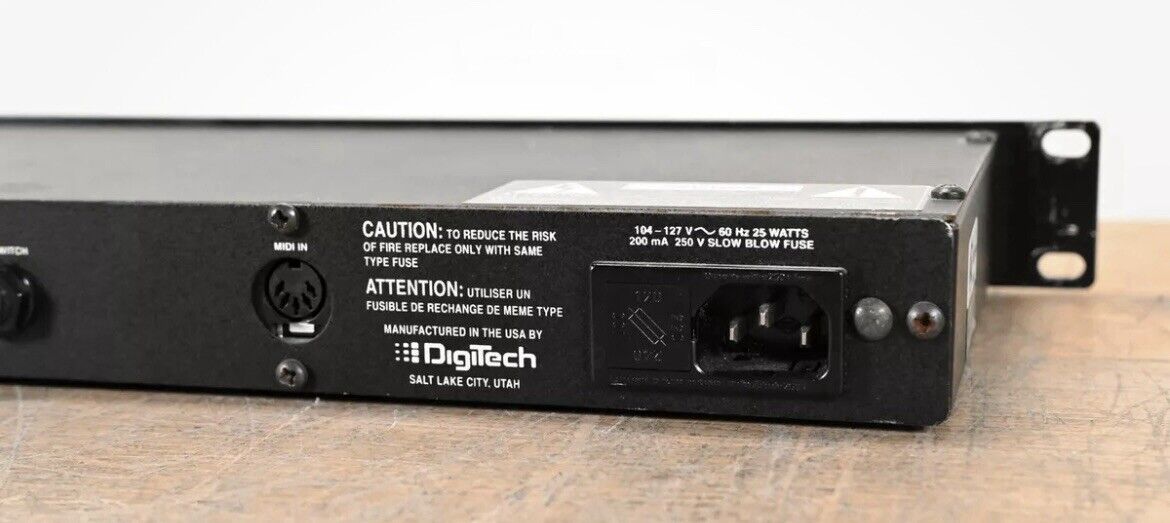 MIDI IN
CAUTION: TO REDUCE THE RISK
OF FIRE REPLACE ONLY WITH SAME
TYPE FUSE
ATTENTION: UTILISER UN
FUSIBLE DE RECHANGE DE MEME TYPE
MANUFACTURED IN THE USA BY
DigiTech
SALT LAKE CITY, UTAH
104-127 V ~ 60 Hz 25 WATTS
200 mA 250 V SLOW BLOW FUSE